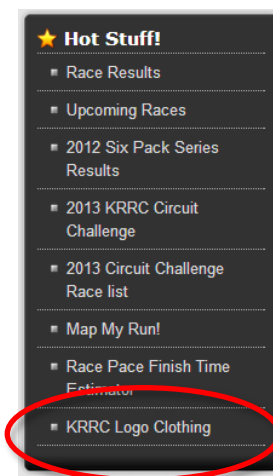 Hot Stuff!
Race Results
Upcoming Races
2012 Six Pack Series
Results
2013 KRRC Circuit
Challenge
2013 Circuit Challenge
Race list
Map My Run!
Race Pace Finish Time
Estimator
KRRC Logo Clothing